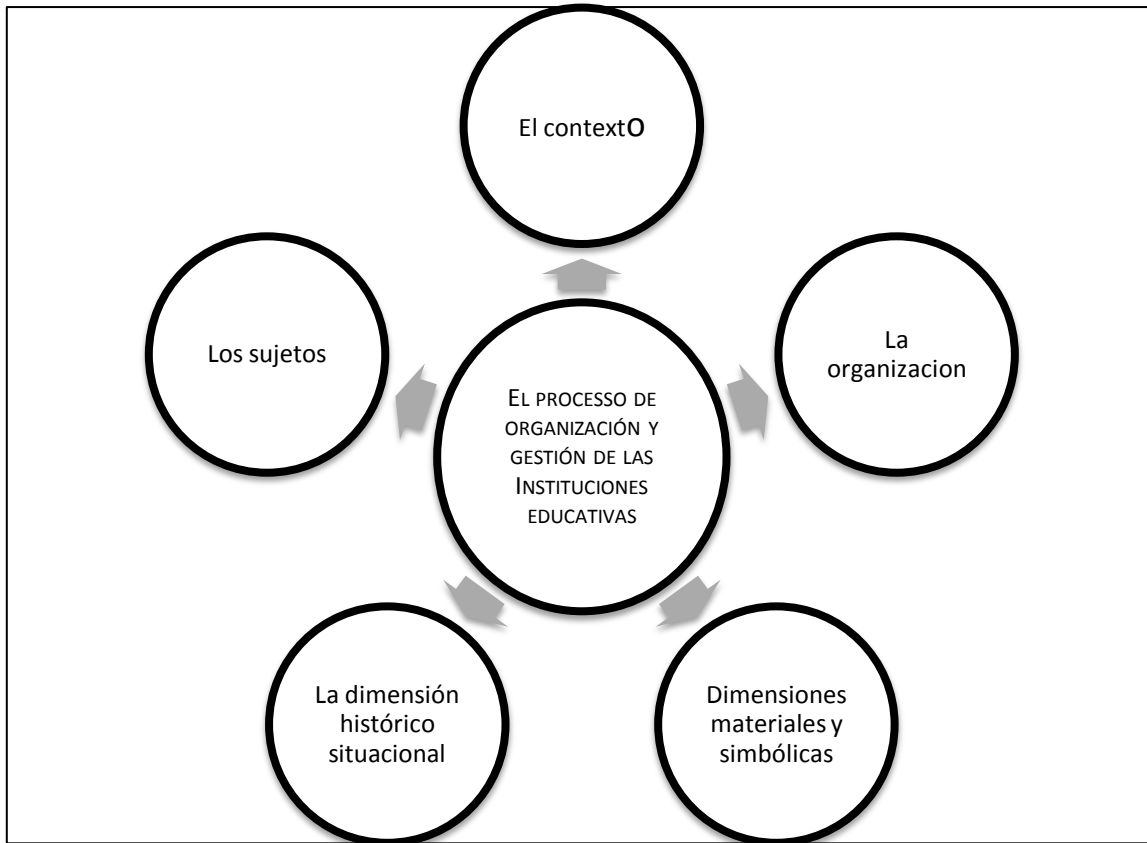 El contextO
Los sujetos
La
organizacion
EL PROCESSO DE
ORGANIZACIÓN Y
GESTIÓN DE LAS
INSTITUCIONES
EDUCATIVAS
La dimensión
histórico
situacional
Dimensiones
materiales y
simbólicas